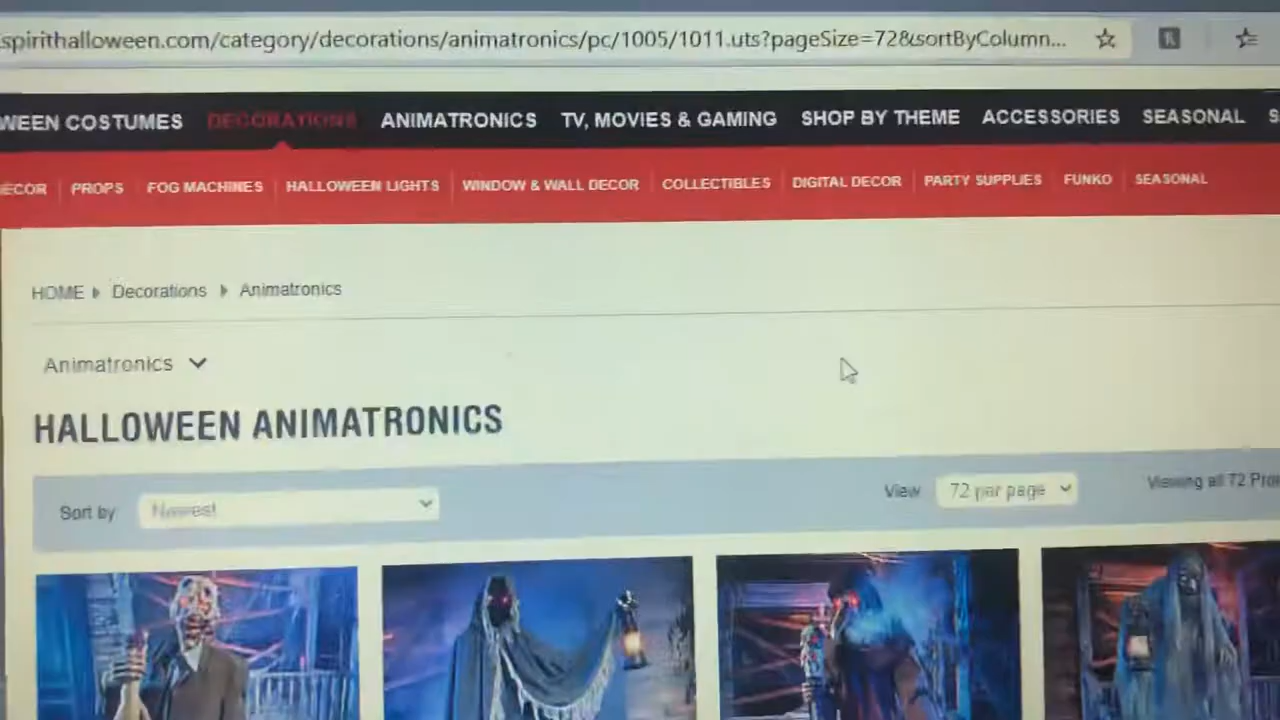 spirithalloween.com/category/decorations/animatronics/pc/1005/1011.uts?pageSize=72&sortByColumn...
WEEN COSTUMES DECORATIONS ANIMATRONICS TV, MOVIES & GAMING SHOP BY THEME ACCESSORIES SEASONAL S
ECOR PROPS FOG MACHINES HALLOWEEN LIGHTS WINDOW & WALL DECOR COLLECTIBLES DIGITAL DECOR PARTY SUPPLIES FUNKO SEASONAL
HOME Decorations Animatronics
Animatronics
HALLOWEEN ANIMATRONICS
Sort by Newest View 72 per page Viewing all 72 Pro